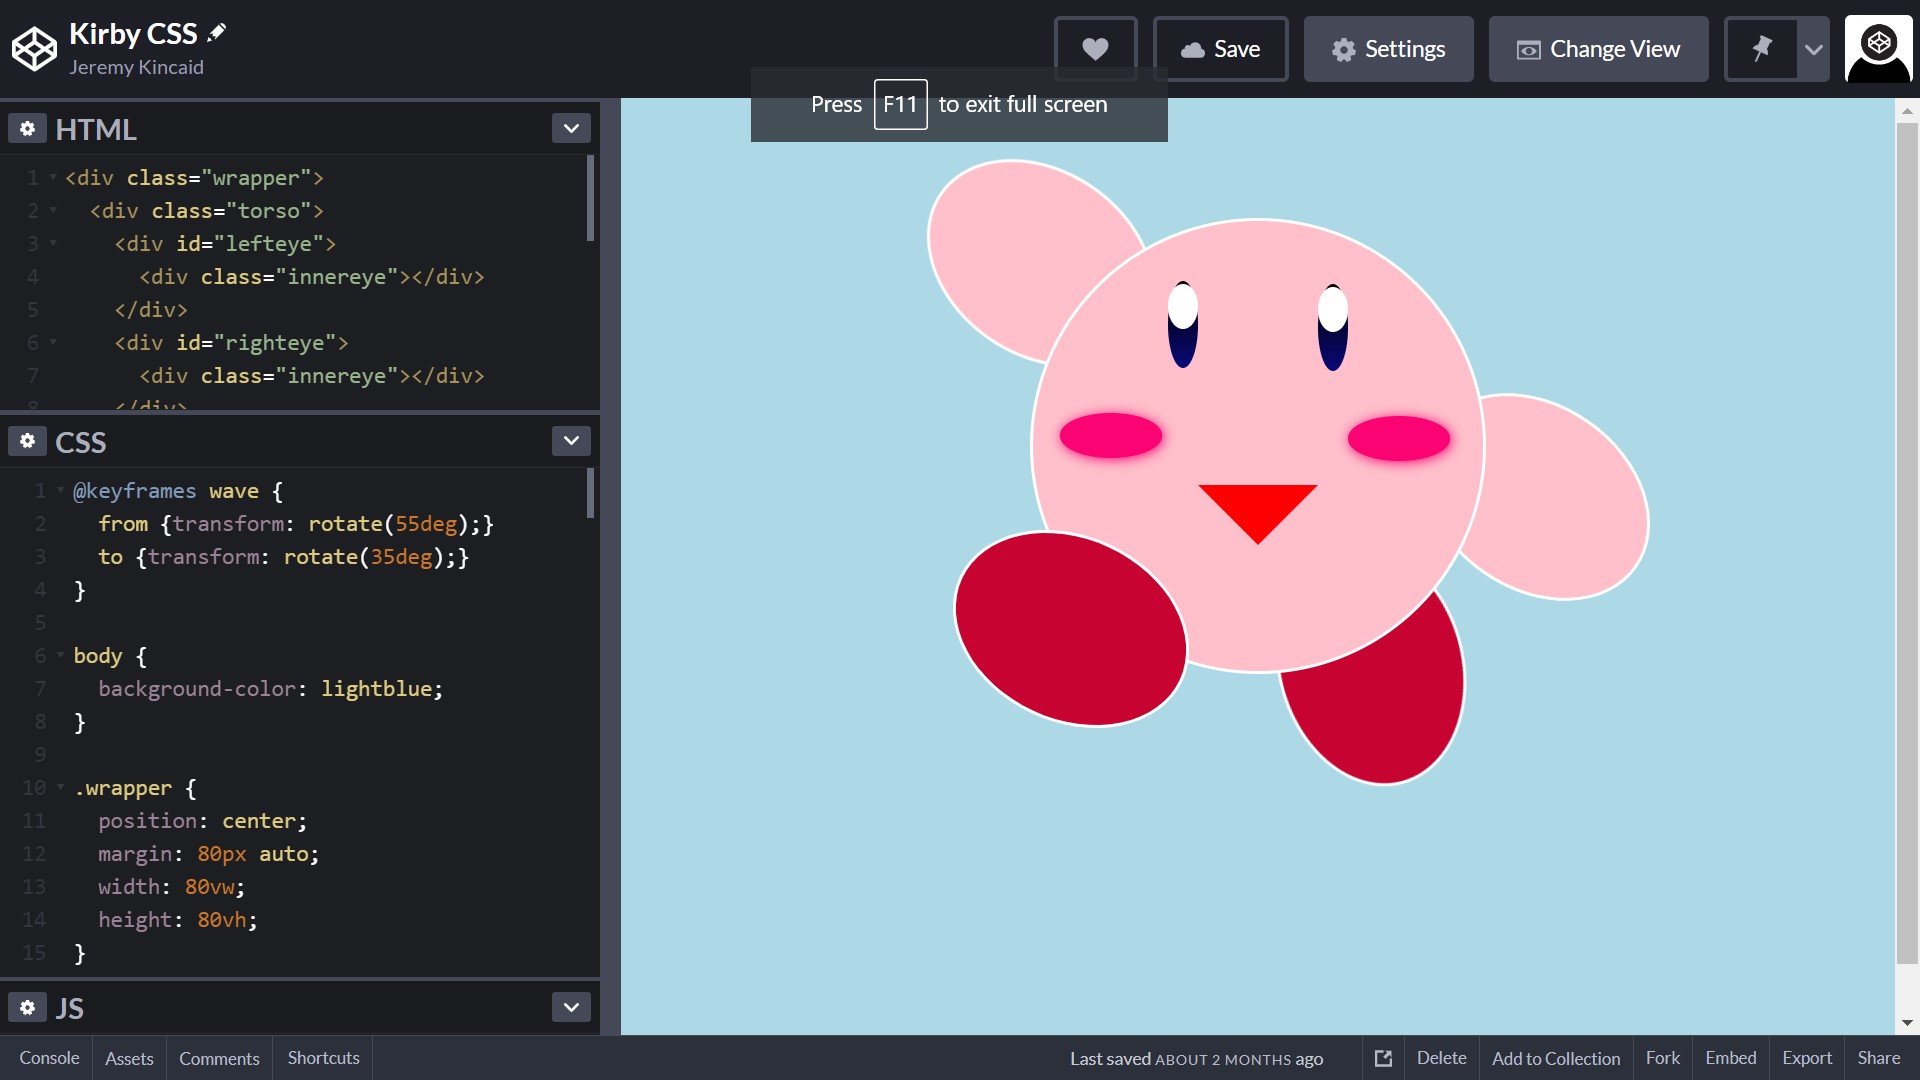 Kirby CSS
Jeremy Kincaid
Save
Settings
Change View
Press F11 to exit full screen
HTML
1 <div class="wrapper">
2 <div class="torso">
3 <div id="lefteye">
4 <div class="innereye"></div>
5 </div>
6 <div id="righteye">
7 <div class="innereye"></div>
8 </div>
CSS
1 @keyframes wave {
2 from {transform: rotate(55deg);}
3 to {transform: rotate(35deg);}
4 }
5
6 body {
7 background-color: lightblue;
8 }
9
10 .wrapper {
11 position: center;
12 margin: 80px auto;
13 width: 80vw;
14 height: 80vh;
15 }
JS
Console Assets Comments Shortcuts Last saved ABOUT 2 MONTHS ago Delete Add to Collection Fork Embed Export Share